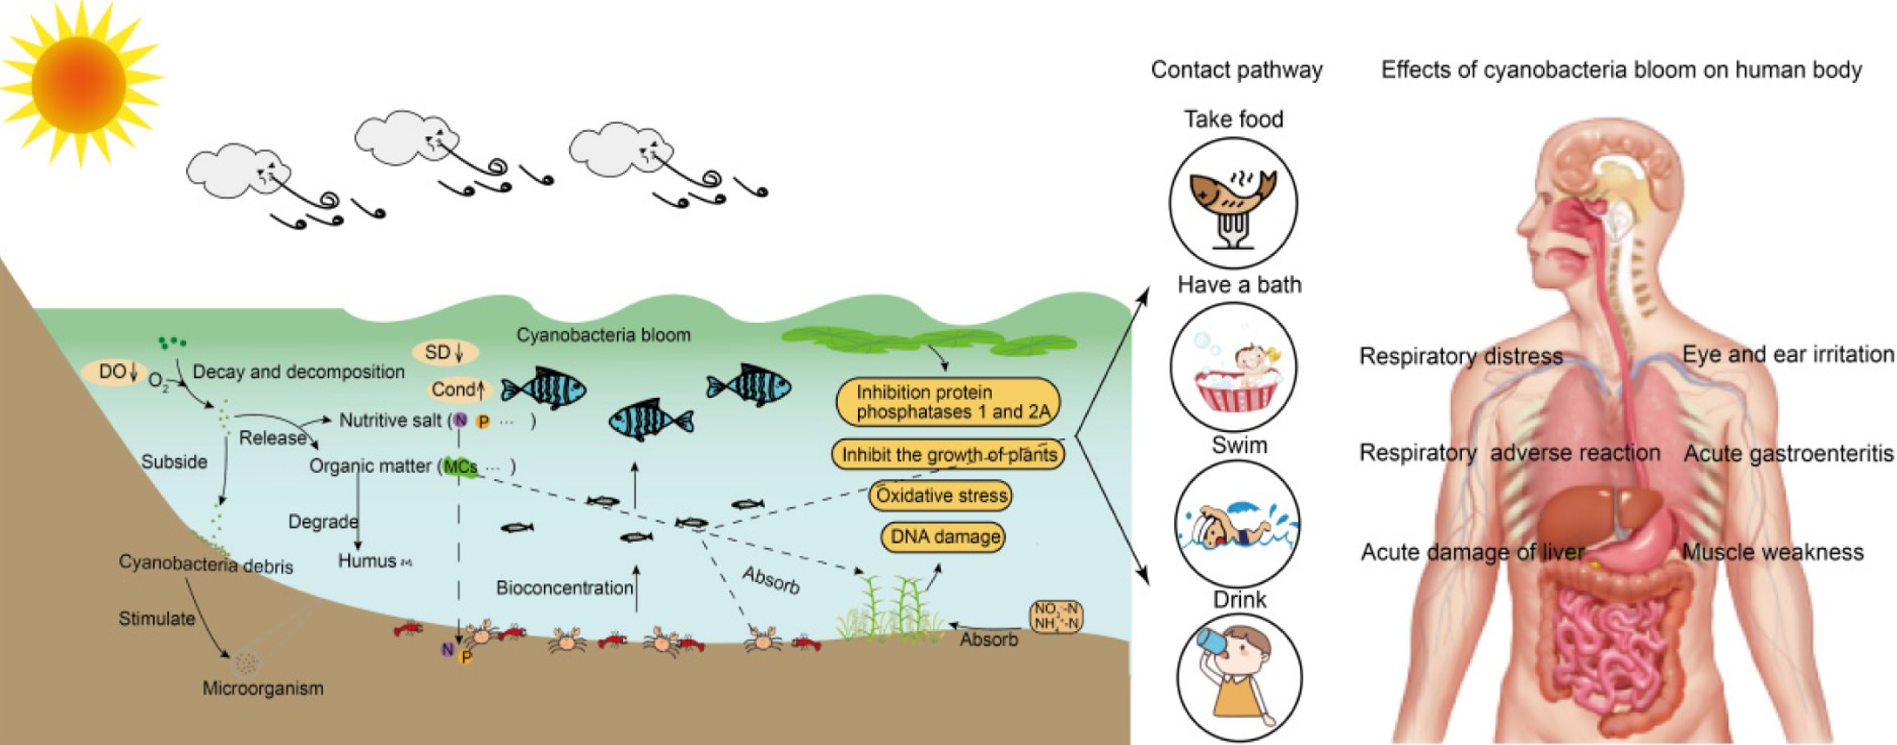 Contact pathway
Effects of cyanobacteria bloom on human body
Take food
Have a bath
Swim
Drink
Cyanobacteria bloom
SD↓
DO↓
O2
Decay and decomposition
Cond↑
Nutritive salt (N P ... )
Release
Organic matter (MCs ... )
Subside
Degrade
Humus
Cyanobacteria debris
Stimulate
Microorganism
Bioconcentration
Absorb
N
P
Inhibition protein
phosphatases 1 and 2A
Inhibit the growth of plants
Oxidative stress
DNA damage
Absorb
Respiratory distress
Eye and ear irritation
Respiratory adverse reaction
Acute gastroenteritis
Acute damage of liver
Muscle weakness